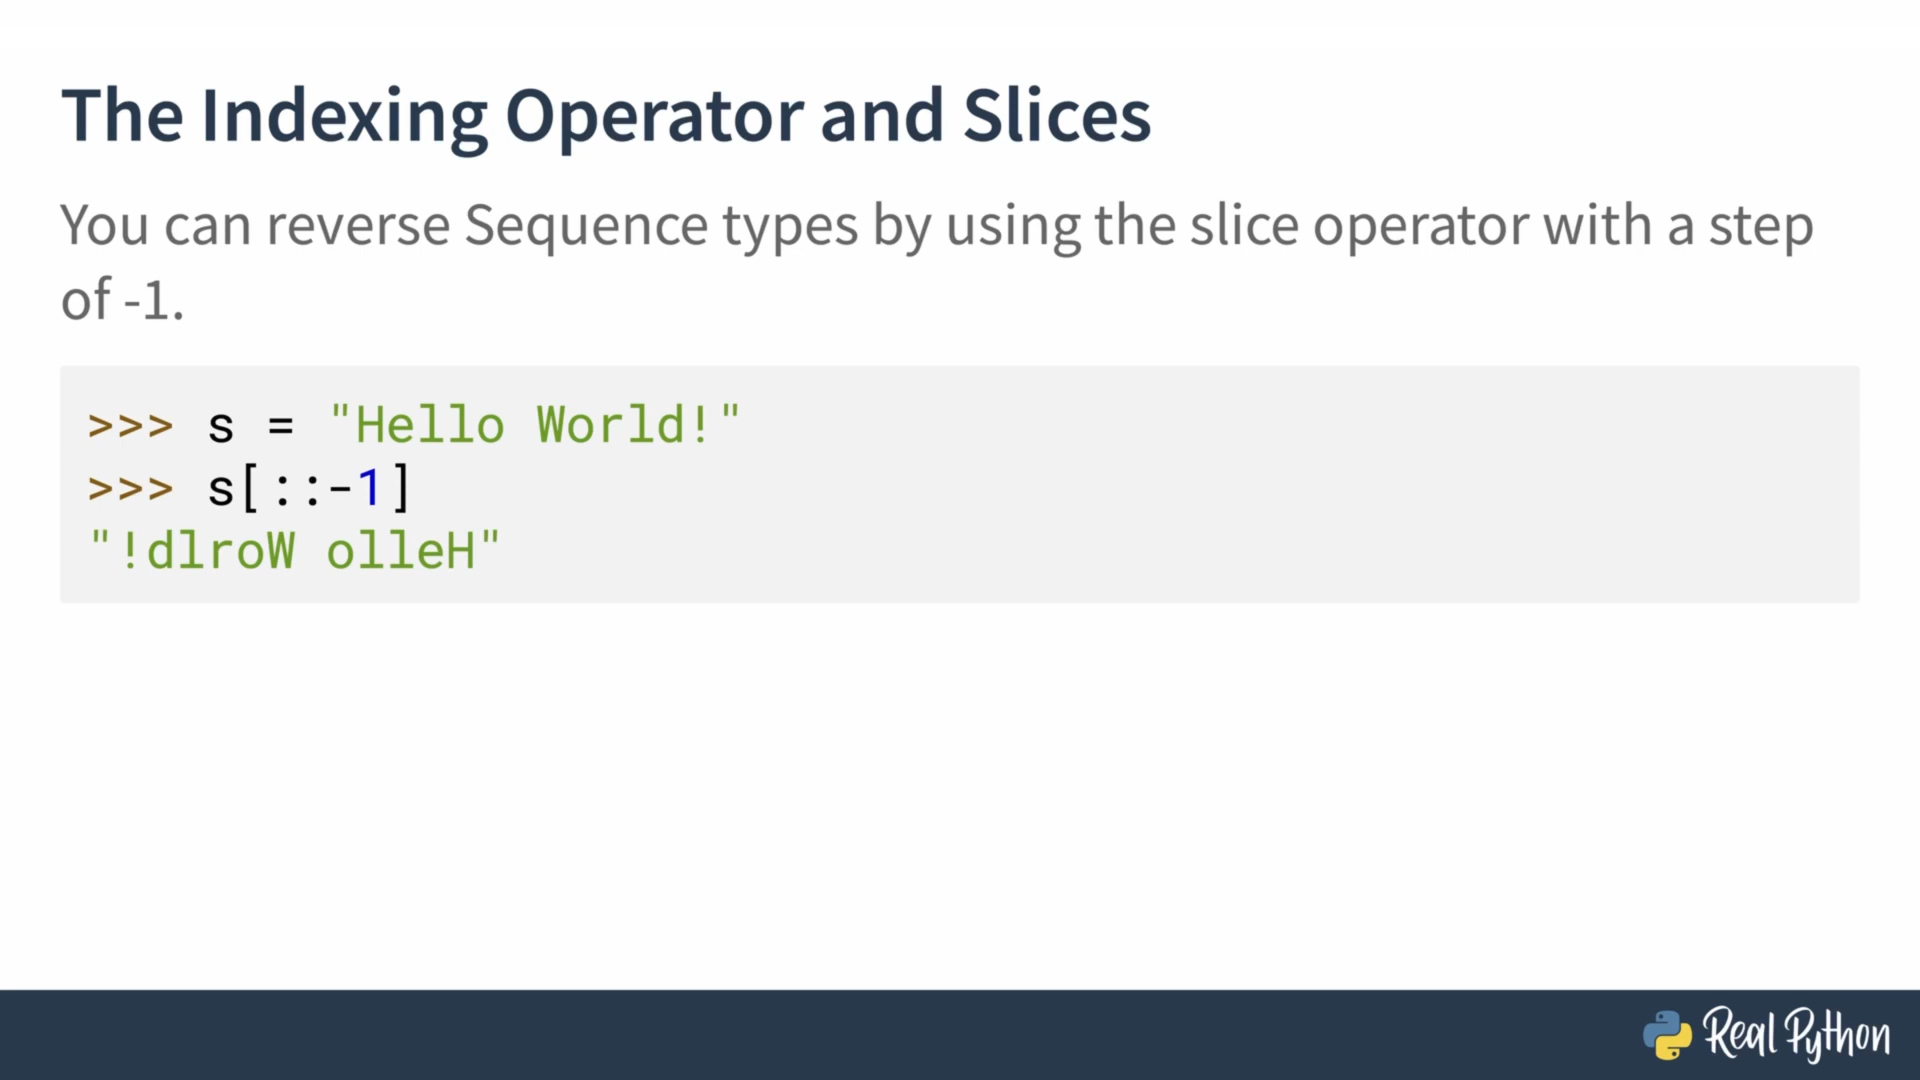 The Indexing Operator and Slices
You can reverse Sequence types by using the slice operator with a step
of -1.
>>> s = "Hello World!"
>>> s[::-1]
"!dlroW olleH"
Real Python